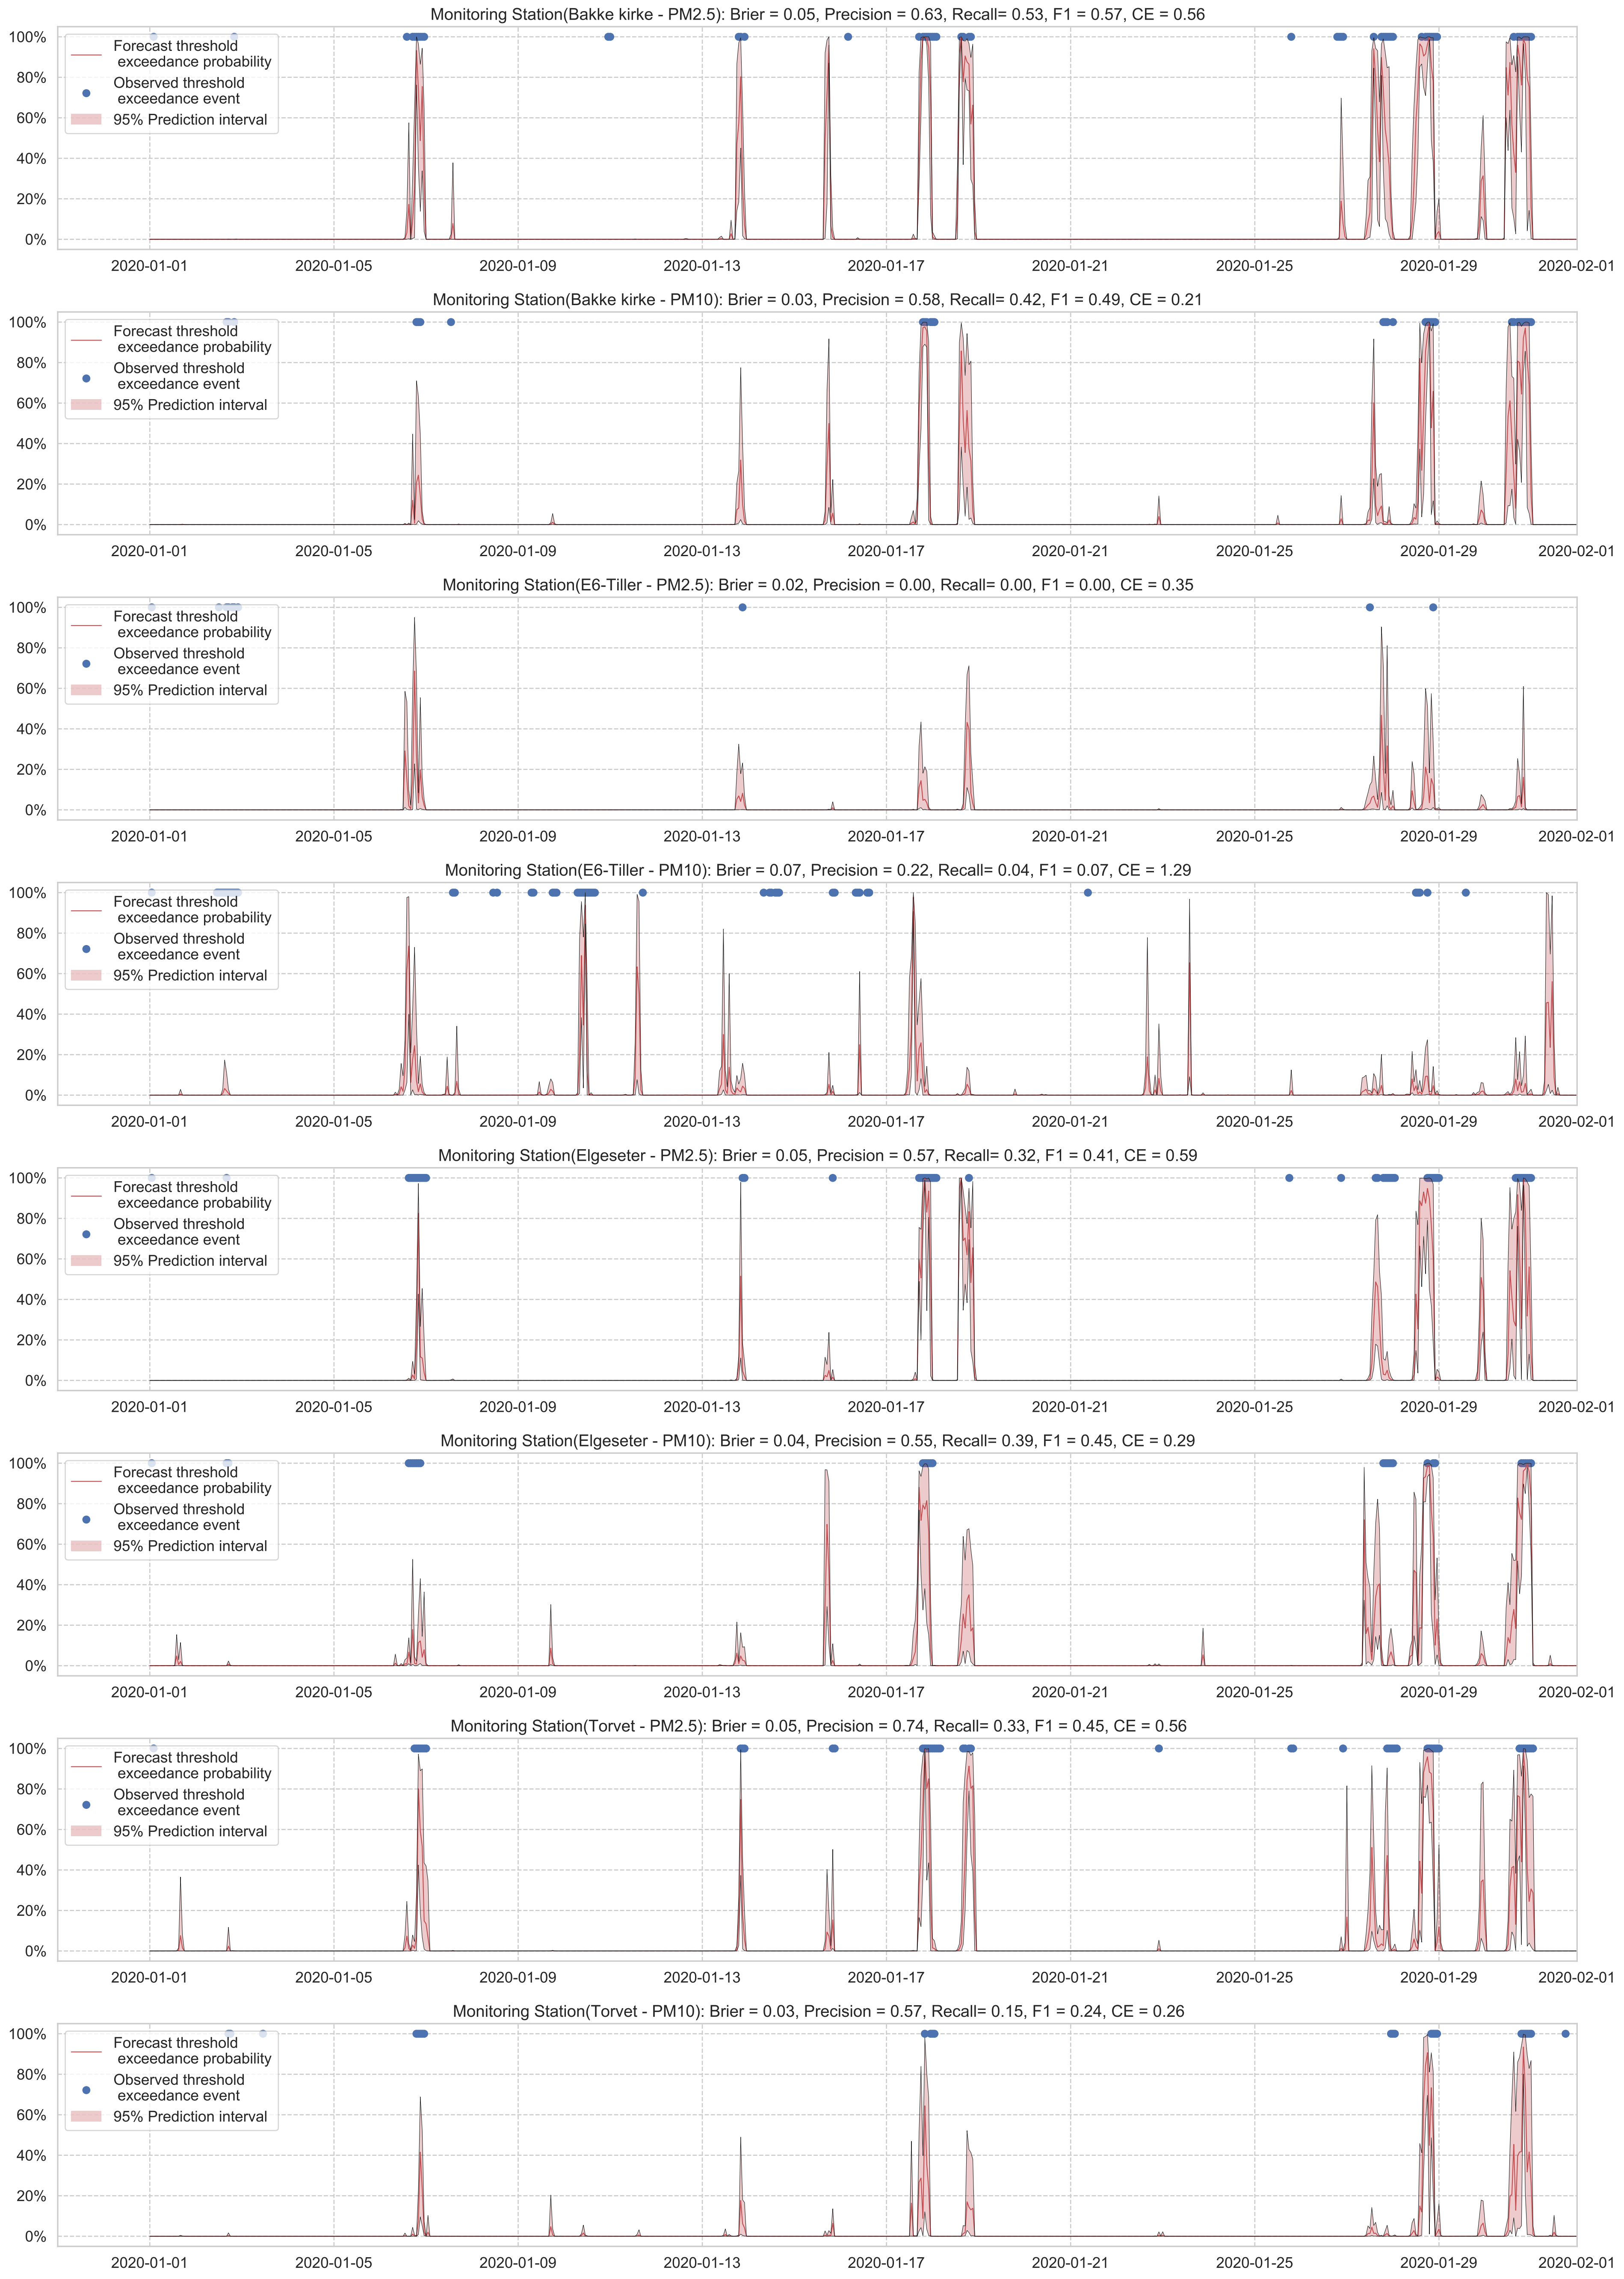 Monitoring Station(Bakke kirke - PM2.5): Brier = 0.05, Precision = 0.63, Recall= 0.53, F1 = 0.57, CE = 0.56
100%
80%
60%
40%
20%
0%
Forecast threshold
exceedance probability
Observed threshold
exceedance event
95% Prediction interval
2020-01-01 2020-01-05 2020-01-09 2020-01-13 2020-01-17 2020-01-21 2020-01-25 2020-01-29 2020-02-01
Monitoring Station(Bakke kirke - PM10): Brier = 0.03, Precision = 0.58, Recall= 0.42, F1 = 0.49, CE = 0.21
100%
80%
60%
40%
20%
0%
Forecast threshold
exceedance probability
Observed threshold
exceedance event
95% Prediction interval
2020-01-01 2020-01-05 2020-01-09 2020-01-13 2020-01-17 2020-01-21 2020-01-25 2020-01-29 2020-02-01
Monitoring Station(E6-Tiller - PM2.5): Brier = 0.02, Precision = 0.00, Recall= 0.00, F1 = 0.00, CE = 0.35
100%
80%
60%
40%
20%
0%
Forecast threshold
exceedance probability
Observed threshold
exceedance event
95% Prediction interval
2020-01-01 2020-01-05 2020-01-09 2020-01-13 2020-01-17 2020-01-21 2020-01-25 2020-01-29 2020-02-01
Monitoring Station(E6-Tiller - PM10): Brier = 0.07, Precision = 0.22, Recall= 0.04, F1 = 0.07, CE = 1.29
100%
80%
60%
40%
20%
0%
Forecast threshold
exceedance probability
Observed threshold
exceedance event
95% Prediction interval
2020-01-01 2020-01-05 2020-01-09 2020-01-13 2020-01-17 2020-01-21 2020-01-25 2020-01-29 2020-02-01
Monitoring Station(Elgeseter - PM2.5): Brier = 0.05, Precision = 0.57, Recall= 0.32, F1 = 0.41, CE = 0.59
100%
80%
60%
40%
20%
0%
Forecast threshold
exceedance probability
Observed threshold
exceedance event
95% Prediction interval
2020-01-01 2020-01-05 2020-01-09 2020-01-13 2020-01-17 2020-01-21 2020-01-25 2020-01-29 2020-02-01
Monitoring Station(Elgeseter - PM10): Brier = 0.04, Precision = 0.55, Recall= 0.39, F1 = 0.45, CE = 0.29
100%
80%
60%
40%
20%
0%
Forecast threshold
exceedance probability
Observed threshold
exceedance event
95% Prediction interval
2020-01-01 2020-01-05 2020-01-09 2020-01-13 2020-01-17 2020-01-21 2020-01-25 2020-01-29 2020-02-01
Monitoring Station(Torvet - PM2.5): Brier = 0.05, Precision = 0.74, Recall= 0.33, F1 = 0.45, CE = 0.56
100%
80%
60%
40%
20%
0%
Forecast threshold
exceedance probability
Observed threshold
exceedance event
95% Prediction interval
2020-01-01 2020-01-05 2020-01-09 2020-01-13 2020-01-17 2020-01-21 2020-01-25 2020-01-29 2020-02-01
Monitoring Station(Torvet - PM10): Brier = 0.03, Precision = 0.57, Recall= 0.15, F1 = 0.24, CE = 0.26
100%
80%
60%
40%
20%
0%
Forecast threshold
exceedance probability
Observed threshold
exceedance event
95% Prediction interval
2020-01-01 2020-01-05 2020-01-09 2020-01-13 2020-01-17 2020-01-21 2020-01-25 2020-01-29 2020-02-01